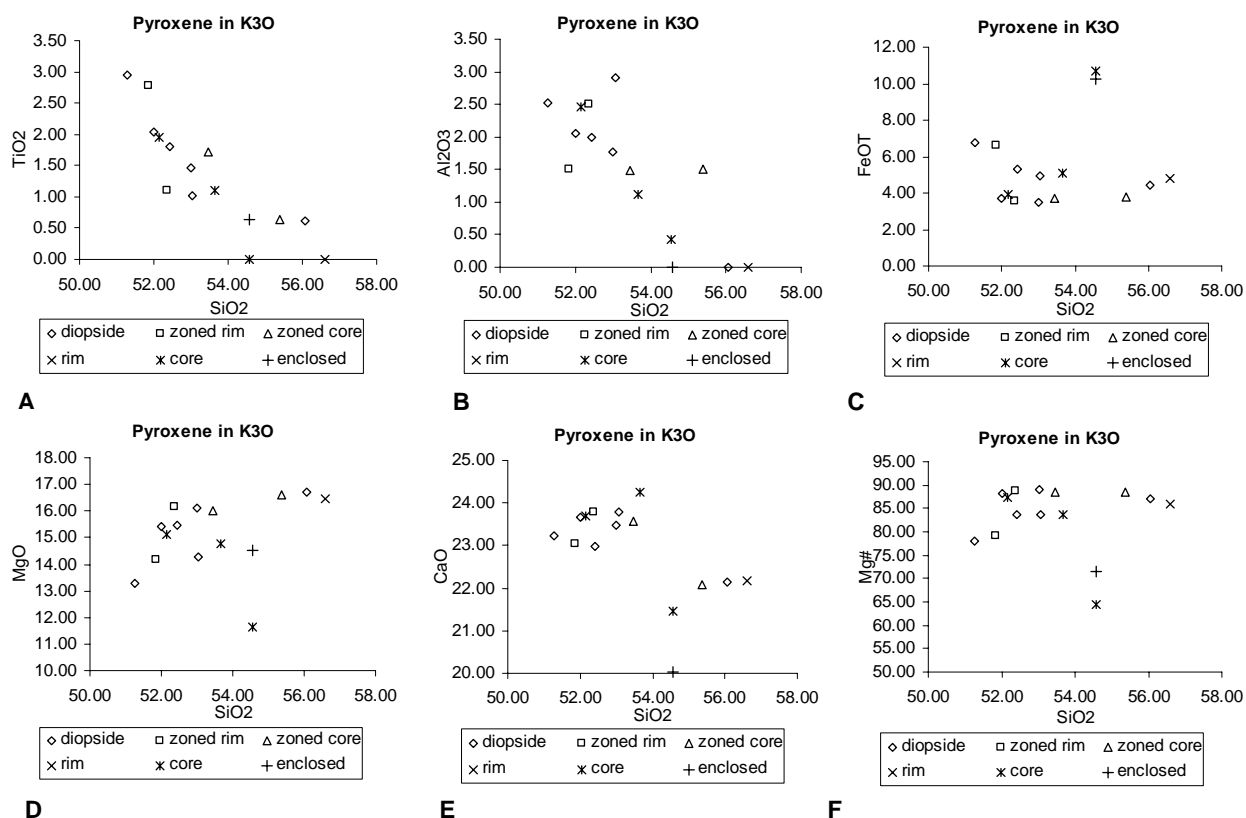 Pyroxene in K3O
3.50
3.00
2.50
2.00
1.50
1.00
0.50
0.00
TiO2
50.00 52.00 54.00 56.00 58.00
SiO2
diopside zoned rim zoned core
rim core enclosed
A
Pyroxene in K3O
3.50
3.00
2.50
2.00
1.50
1.00
0.50
0.00
Al2O3
50.00 52.00 54.00 56.00 58.00
SiO2
diopside zoned rim zoned core
rim core enclosed
B
Pyroxene in K3O
12.00
10.00
8.00
6.00
4.00
2.00
0.00
FeOT
50.00 52.00 54.00 56.00 58.00
SiO2
diopside zoned rim zoned core
rim core enclosed
C
Pyroxene in K3O
18.00
17.00
16.00
15.00
14.00
13.00
12.00
11.00
10.00
MgO
50.00 52.00 54.00 56.00 58.00
SiO2
diopside zoned rim zoned core
rim core enclosed
D
Pyroxene in K3O
25.00
24.00
23.00
22.00
21.00
20.00
CaO
50.00 52.00 54.00 56.00 58.00
SiO2
diopside zoned rim zoned core
rim core enclosed
E
Pyroxene in K3O
95.00
90.00
85.00
80.00
75.00
70.00
65.00
60.00
55.00
50.00
Mg#
50.00 52.00 54.00 56.00 58.00
SiO2
diopside zoned rim zoned core
rim core enclosed
F